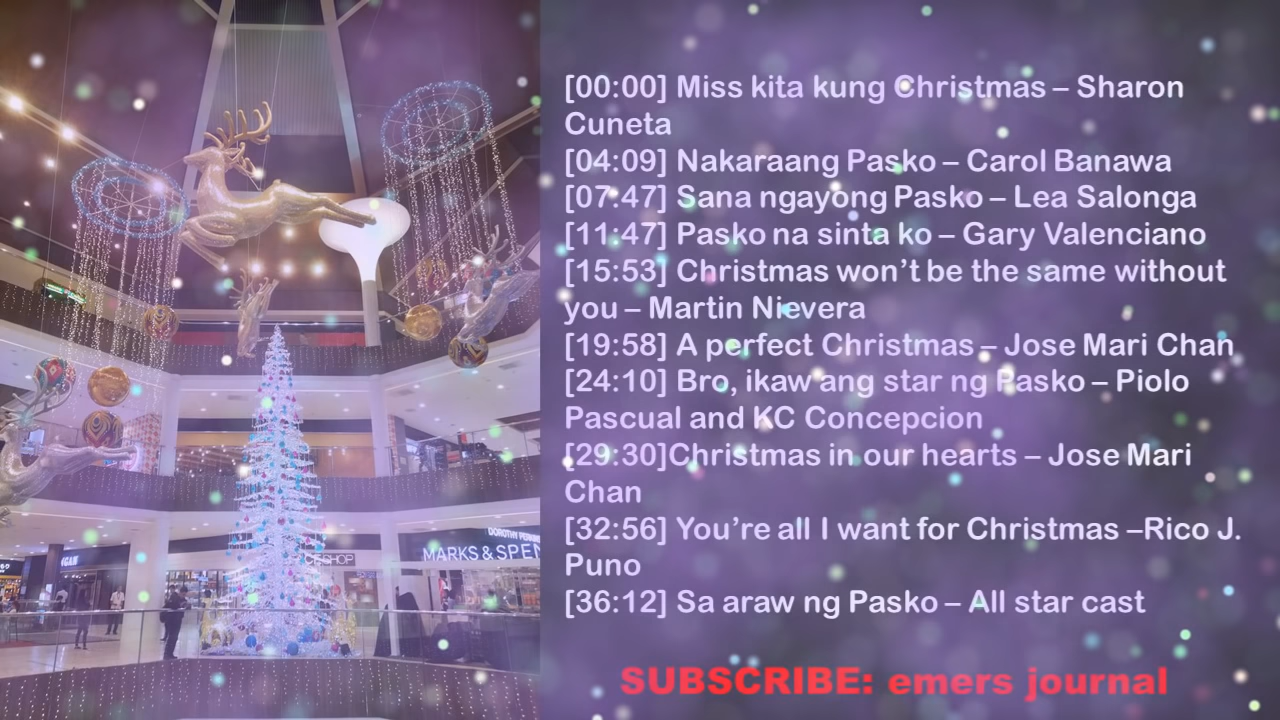 [00:00] Miss kita kung Christmas – Sharon
Cuneta
[04:09] Nakaraang Pasko – Carol Banawa
[07:47] Sana ngayong Pasko – Lea Salonga
[11:47] Pasko na sinta ko – Gary Valenciano
[15:53] Christmas won’t be the same without
you – Martin Nievera
[19:58] A perfect Christmas – Jose Mari Chan
[24:10] Bro, ikaw ang star ng Pasko – Piolo
Pascual and KC Concepcion
[29:30]Christmas in our hearts – Jose Mari
Chan
[32:56] You’re all I want for Christmas –Rico J.
Puno
[36:12] Sa araw ng Pasko – All star cast
SUBSCRIBE: emers journal
DOROTHY
MARKS & SPEN